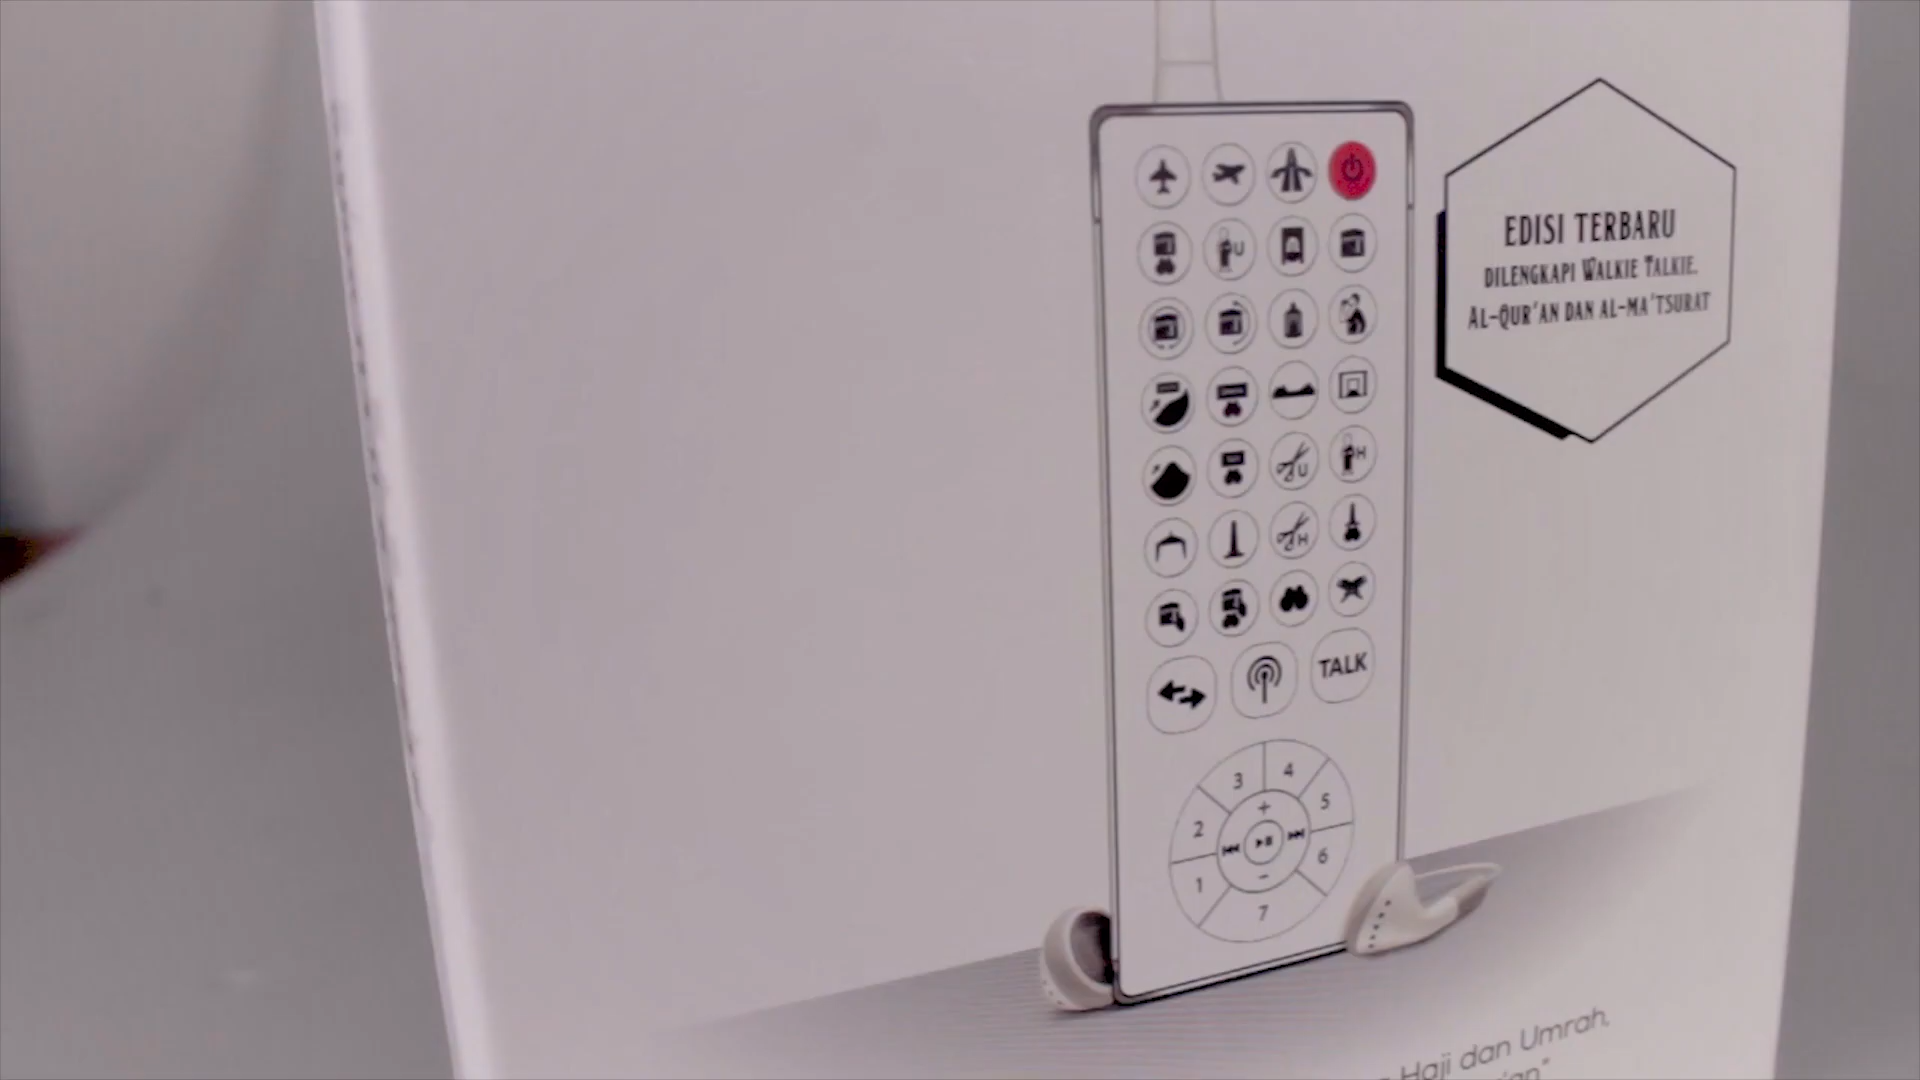 EDISI TERBARU
DILENGKAPI WALKIE TALKIE.
AL-QUR'AN DAN AL-MA'TSURAT
U
U
H
H
TALK
3 4
2 5
1 6
7
Haji dan Umrah,